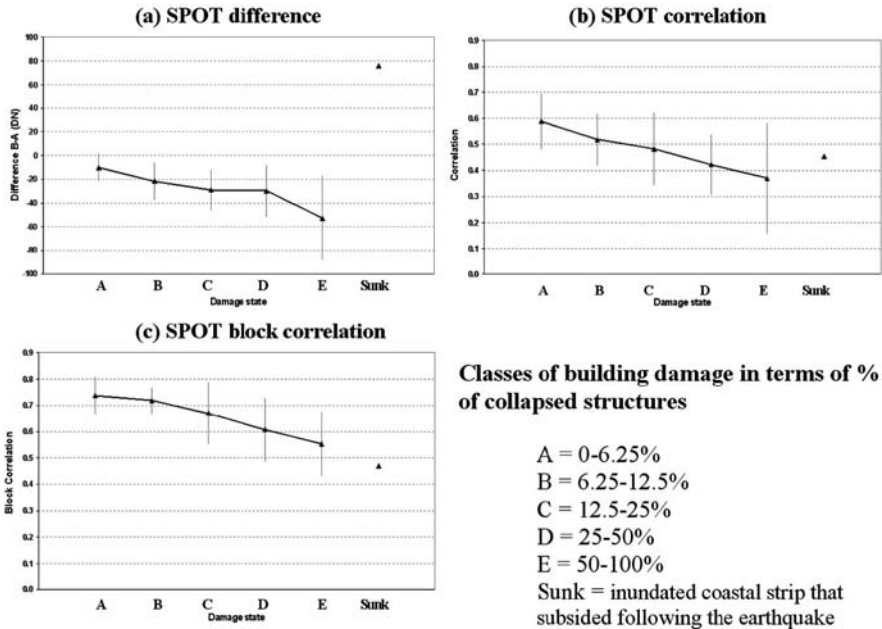 (a) SPOT difference
100
80
60
40
20
0
-20
-40
-60
-80
-100
Difference B-A (DN)
A B C D E Sunk
Damage state
(b) SPOT correlation
0.9
0.8
0.7
0.6
0.5
0.4
0.3
0.2
0.1
0.0
Correlation
A B C D E Sunk
Damage state
(c) SPOT block correlation
0.9
0.8
0.7
0.6
0.5
0.4
0.3
0.2
0.1
0.0
Block Correlation
A B C D E Sunk
Damage state
Classes of building damage in terms of %
of collapsed structures
A = 0-6.25%
B = 6.25-12.5%
C = 12.5-25%
D = 25-50%
E = 50-100%
Sunk = inundated coastal strip that
subsided following the earthquake